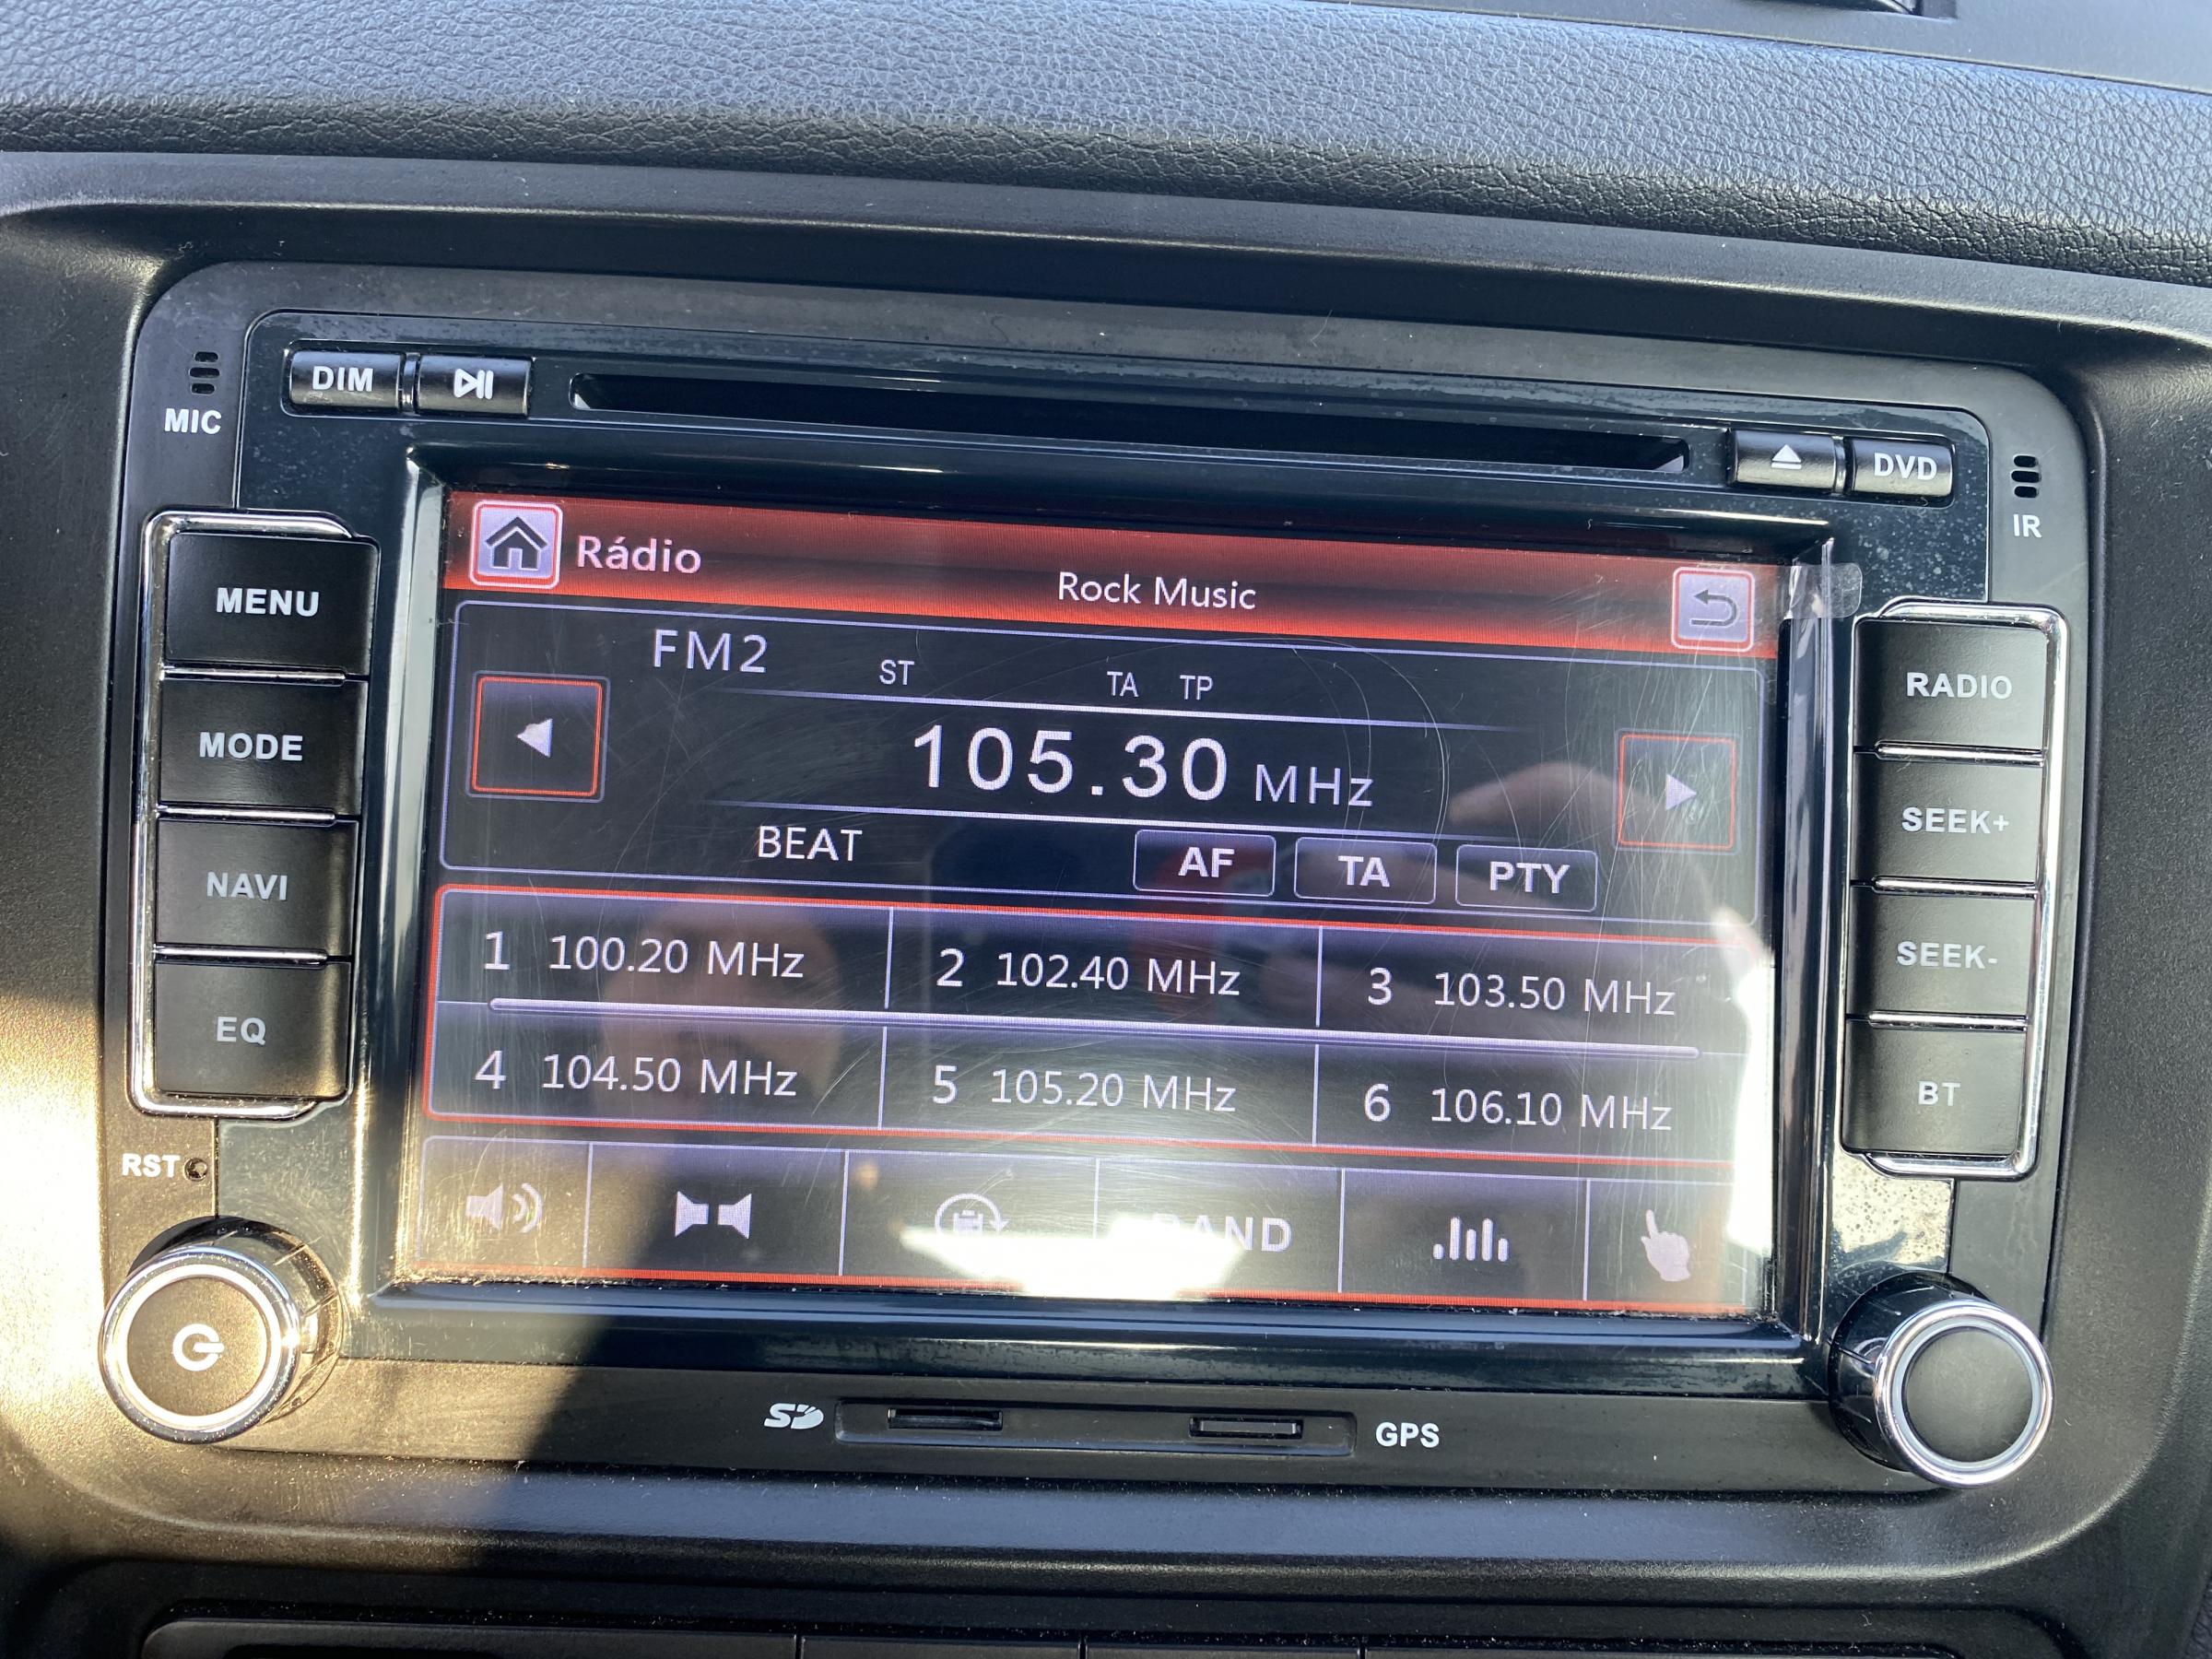 DIM
MIC
DVD
IR
MENU
MODE
NAVI
EQ
RST
Rádio
Rock Music
FM2
ST TA TP
105.30 MHz
BEAT
AF TA PTY
1 100.20 MHz 2 102.40 MHz 3 103.50 MHz
4 104.50 MHz 5 105.20 MHz 6 106.10 MHz
BAND
RADIO
SEEK+
SEEK-
BT
SD
GPS